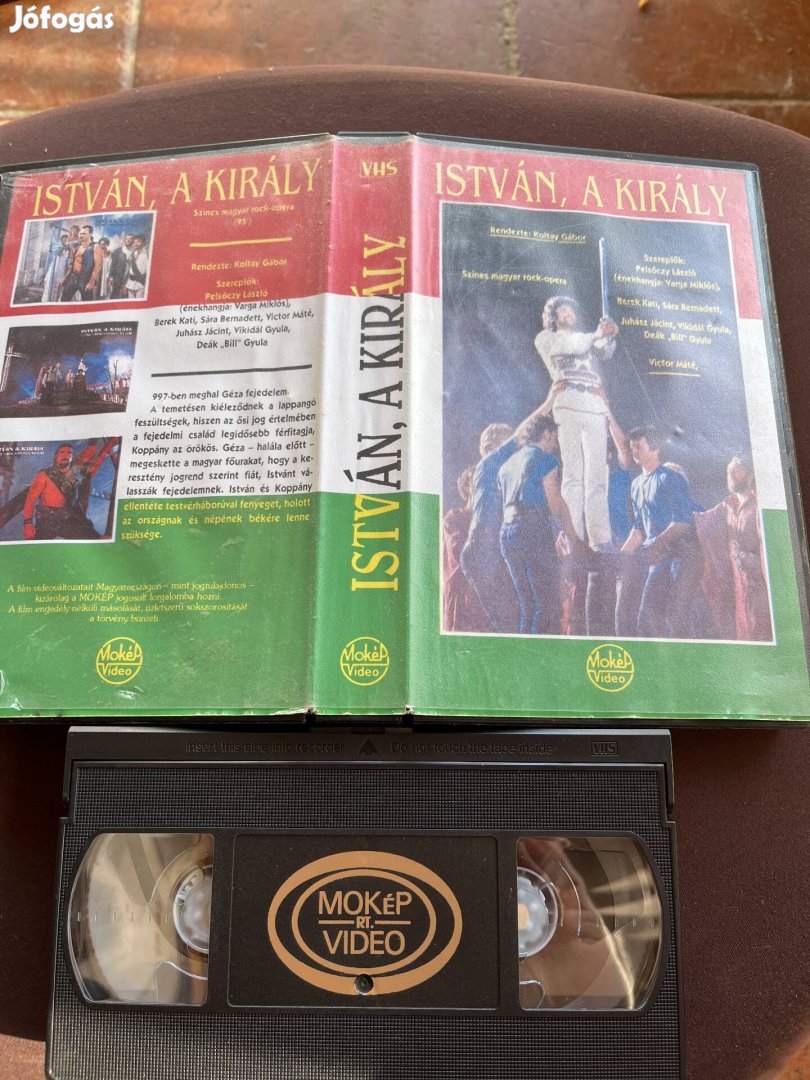 Jófogás
ISTVÁN, A KIRÁLY
Színes magyar rock-opera
(95')
Rendezte: Koltay Gábor
Szereplők:
Pelsőczy László
(énekhangja: Varga Miklós),
Berek Kati, Sára Bernadett, Victor Máté,
Juhász Jácint, Vikidál Gyula,
Deák „Bill" Gyula
ISTVÁN A KIRÁLY
ISTVÁN A KIRÁLY
997-ben meghal Géza fejedelem.
A temetésen kiéleződnek a lappangó
feszültségek, hiszen az ősi jog értelmében
a fejedelmi család legidősebb férfitagja,
Koppány az örökös. Géza – halála előtt –
megeskette a magyar főurakat, hogy a ke-
resztény jogrend szerint fiát, Istvánt vá-
lasszák fejedelemnek. István és Koppány
ellentéte testvérháborúval fenyeget, holott
az országnak és népének békére lenne
szüksége.
A film videováltozatait Magyarországon – mint jogtulajdonos –
kizárólag a MOKÉP jogosult forgalomba hozni.
A film engedély nélküli másolását, üzletszerű sokszorosítását
a törvény bünteti
Mokép
Video
VHS
ISTVÁN, A KIRÁLY
Mokép
Video
ISTVÁN, A KIRÁLY
Rendezte: Koltay Gábor
Színes magyar rock-opera
Szereplők:
Pelsőczy László
(énekhangja: Varga Miklós),
Berek Kati, Sára Bernadett,
Juhász Jácint, Vikidál Gyula,
Deák „Bill" Gyula
Victor Máté,
Mokép
Video
Insert this side into recorder
Do not touch the tape inside
VHS
MOKÉP
RT.
VIDEO